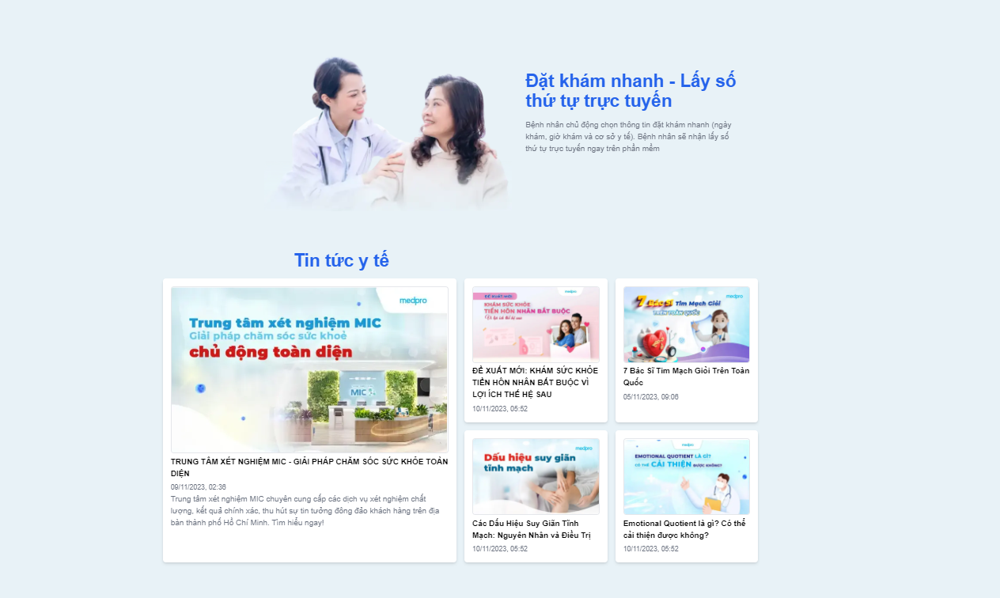 Đặt khám nhanh - Lấy số
thứ tự trực tuyến
Bệnh nhân chủ động chọn thông tin đặt khám nhanh (ngày
khám, giờ khám và cơ sở y tế). Bệnh nhân sẽ nhận lấy số
thứ tự trực tuyến ngay trên phần mềm
Tin tức y tế
medpro
Trung tâm xét nghiệm MIC
Giải pháp chăm sóc sức khoẻ
chủ động toàn diện
MIC
TRUNG TÂM XÉT NGHIỆM MIC - GIẢI PHÁP CHĂM SÓC SỨC KHỎE TOÀN
DIỆN
09/11/2023, 02:36
Trung tâm xét nghiệm MIC chuyên cung cấp các dịch vụ xét nghiệm chất
lượng, kết quả chính xác, thu hút sự tin tưởng đông đảo khách hàng trên địa
bàn thành phố Hồ Chí Minh. Tìm hiểu ngay!
medpro
ĐỀ XUẤT MỚI:
KHÁM SỨC KHỎE
TIỀN HÔN NHÂN BẮT BUỘC
Vì lợi ích thế hệ sau
ĐỀ XUẤT MỚI: KHÁM SỨC KHỎE
TIỀN HÔN NHÂN BẮT BUỘC VÌ
LỢI ÍCH THẾ HỆ SAU
10/11/2023, 05:52
medpro
7 Bác Sĩ Tim Mạch Giỏi
TRÊN TOÀN QUỐC
7 Bác Sĩ Tim Mạch Giỏi Trên Toàn
Quốc
05/11/2023, 09:06
medpro
Dấu hiệu suy giãn
tĩnh mạch
Các Dấu Hiệu Suy Giãn Tĩnh
Mạch: Nguyên Nhân và Điều Trị
10/11/2023, 05:52
medpro
EMOTIONAL QUOTIENT LÀ GÌ?
CÓ THỂ CẢI THIỆN ĐƯỢC KHÔNG?
Emotional Quotient là gì? Có thể
cải thiện được không?
10/11/2023, 05:52